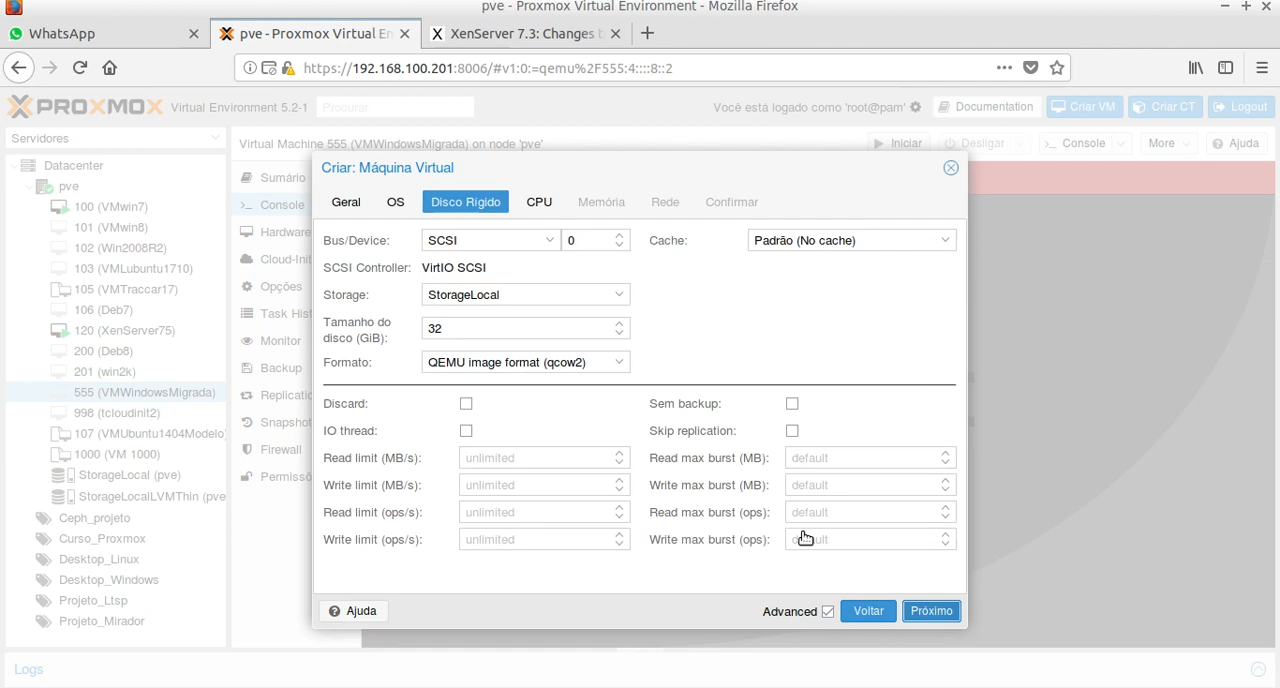 pve - Proxmox Virtual Environment - Mozilla Firefox
WhatsApp
pve - Proxmox Virtual En
XenServer 7.3: Changes b
https://192.168.100.201:8006/#v1:0:=qemu%2F555:4::::8::2
PROXMOX Virtual Environment 5.2-1 Procurar
Você está logado como 'root@pam' Documentation Criar VM Criar CT Logout
Servidores
Virtual Machine 555 (VMWindowsMigrada) on node 'pve'
Iniciar Desligar Console More Ajuda
Datacenter
pve
100 (VMwin7)
101 (VMwin8)
102 (Win2008R2)
103 (VMLubuntu1710)
105 (VMTraccar17)
106 (Deb7)
120 (XenServer75)
200 (Deb8)
201 (win2k)
555 (VMWindowsMigrada)
998 (tcloudinit2)
107 (VMUbuntu1404Modelo)
1000 (VM 1000)
StorageLocal (pve)
StorageLocalLVMThin (pve
Ceph_projeto
Curso_Proxmox
Desktop_Linux
Desktop_Windows
Projeto_Ltsp
Projeto_Mirador
Sumário
Console
Hardware
Cloud-Init
Opções
Task Hist
Monitor
Backup
Replicatio
Snapshot
Firewall
Permissõ
Criar: Máquina Virtual
Geral OS Disco Rígido CPU Memória Rede Confirmar
Bus/Device: SCSI 0 Cache: Padrão (No cache)
SCSI Controller: VirtIO SCSI
Storage: StorageLocal
Tamanho do
disco (GiB): 32
Formato: QEMU image format (qcow2)
Discard: Sem backup:
IO thread: Skip replication:
Read limit (MB/s): unlimited Read max burst (MB): default
Write limit (MB/s): unlimited Write max burst (MB): default
Read limit (ops/s): unlimited Read max burst (ops): default
Write limit (ops/s): unlimited Write max burst (ops): default
Ajuda Advanced Voltar Próximo
Logs